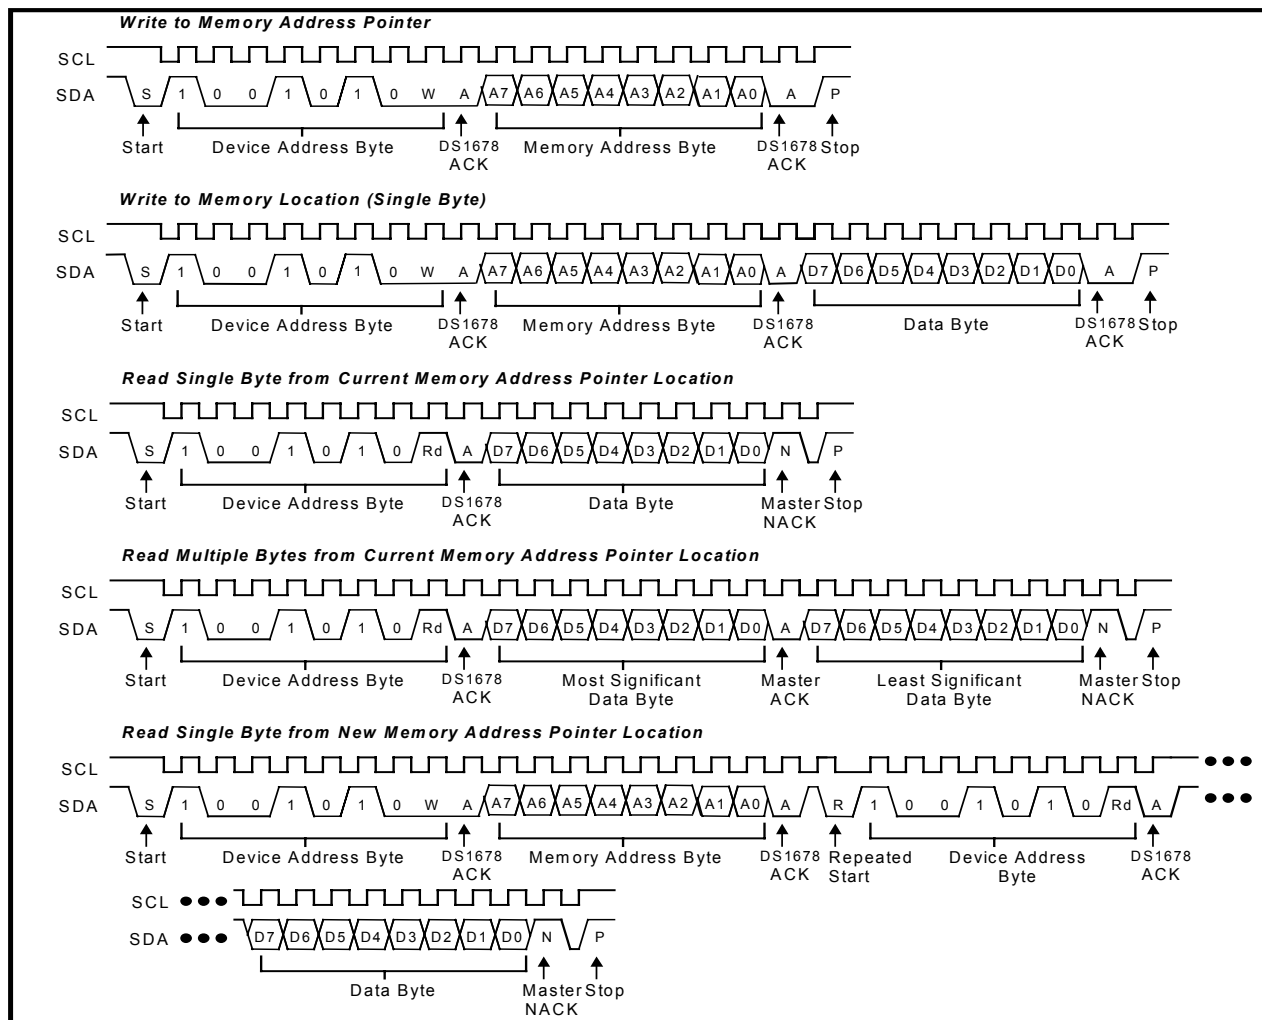 Write to Memory Address Pointer
SCL
SDA S 1 0 0 1 0 1 0 W A A7 A6 A5 A4 A3 A2 A1 A0 A P
Start Device Address Byte DS1678 ACK Memory Address Byte DS1678 ACK Stop
Write to Memory Location (Single Byte)
SCL
SDA S 1 0 0 1 0 1 0 W A A7 A6 A5 A4 A3 A2 A1 A0 A D7 D6 D5 D4 D3 D2 D1 D0 A P
Start Device Address Byte DS1678 ACK Memory Address Byte DS1678 ACK Data Byte DS1678 ACK Stop
Read Single Byte from Current Memory Address Pointer Location
SCL
SDA S 1 0 0 1 0 1 0 Rd A D7 D6 D5 D4 D3 D2 D1 D0 N P
Start Device Address Byte DS1678 ACK Data Byte Master NACK Stop
Read Multiple Bytes from Current Memory Address Pointer Location
SCL
SDA S 1 0 0 1 0 1 0 Rd A D7 D6 D5 D4 D3 D2 D1 D0 A D7 D6 D5 D4 D3 D2 D1 D0 N P
Start Device Address Byte DS1678 ACK Most Significant Data Byte Master ACK Least Significant Data Byte Master NACK Stop
Read Single Byte from New Memory Address Pointer Location
SCL
SDA S 1 0 0 1 0 1 0 W A A7 A6 A5 A4 A3 A2 A1 A0 A R 1 0 0 1 0 1 0 Rd A
Start Device Address Byte DS1678 ACK Memory Address Byte DS1678 ACK Repeated Start Device Address Byte DS1678 ACK
SCL
SDA D7 D6 D5 D4 D3 D2 D1 D0 N P
Data Byte Master NACK Stop